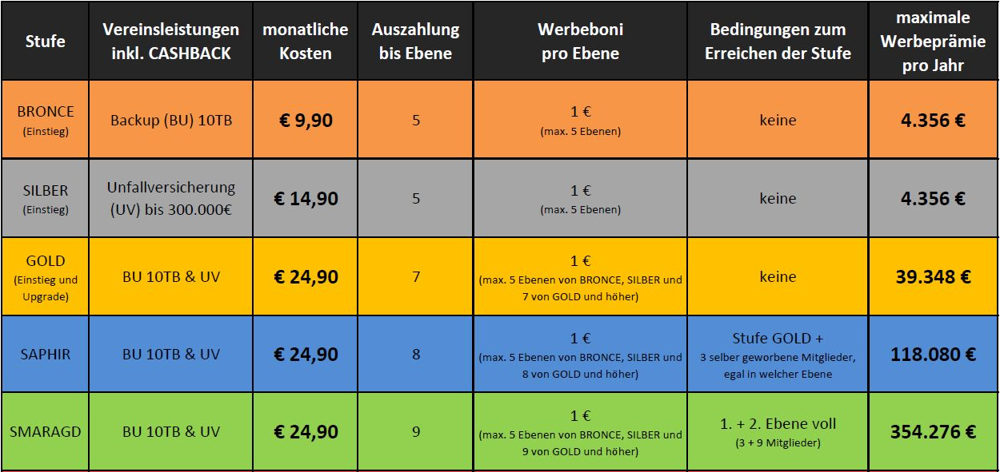 Stufe
Vereinsleistungen
inkl. CASHBACK
monatliche
Kosten
Auszahlung
bis Ebene
Werbeboni
pro Ebene
Bedingungen zum
Erreichen der Stufe
maximale
Werbeprämie
pro Jahr
BRONCE
(Einstieg)
Backup (BU) 10TB
€ 9,90
5
1 €
(max. 5 Ebenen)
keine
4.356 €
SILBER
(Einstieg)
Unfallversicherung
(UV) bis 300.000€
€ 14,90
5
1 €
(max. 5 Ebenen)
keine
4.356 €
GOLD
(Einstieg und
Upgrade)
BU 10TB & UV
€ 24,90
7
1 €
(max. 5 Ebenen von BRONCE, SILBER und
7 von GOLD und höher)
keine
39.348 €
SAPHIR
BU 10TB & UV
€ 24,90
8
1 €
(max. 5 Ebenen von BRONCE, SILBER und
8 von GOLD und höher)
Stufe GOLD +
3 selber geworbene Mitglieder,
egal in welcher Ebene
118.080 €
SMARAGD
BU 10TB & UV
€ 24,90
9
1 €
(max. 5 Ebenen von BRONCE, SILBER und
9 von GOLD und höher)
1. + 2. Ebene voll
(3 + 9 Mitglieder)
354.276 €